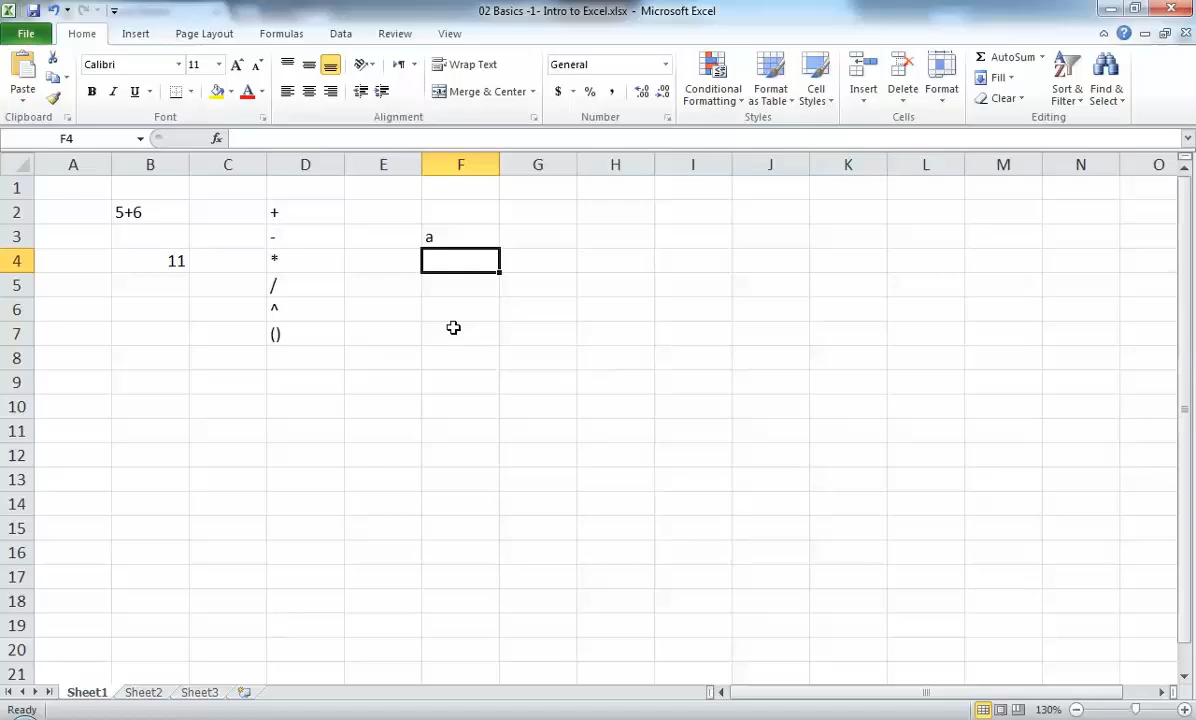 02 Basics -1- Intro to Excel.xlsx - Microsoft Excel
File Home Insert Page Layout Formulas Data Review View
Calibri 11 A A Wrap Text General AutoSum
Paste B I U A Merge & Center $ % , Conditional Formatting Format as Table Cell Styles Insert Delete Format Fill Clear Sort & Filter Find & Select
Clipboard Font Alignment Number Styles Cells Editing
F4 fx
A B C D E F G H I J K L M N O
1
2 5+6 +
3 - a
4 11 *
5 /
6 ^
7 ()
8
9
10
11
12
13
14
15
16
17
18
19
20
21
Sheet1 Sheet2 Sheet3
Ready 130%